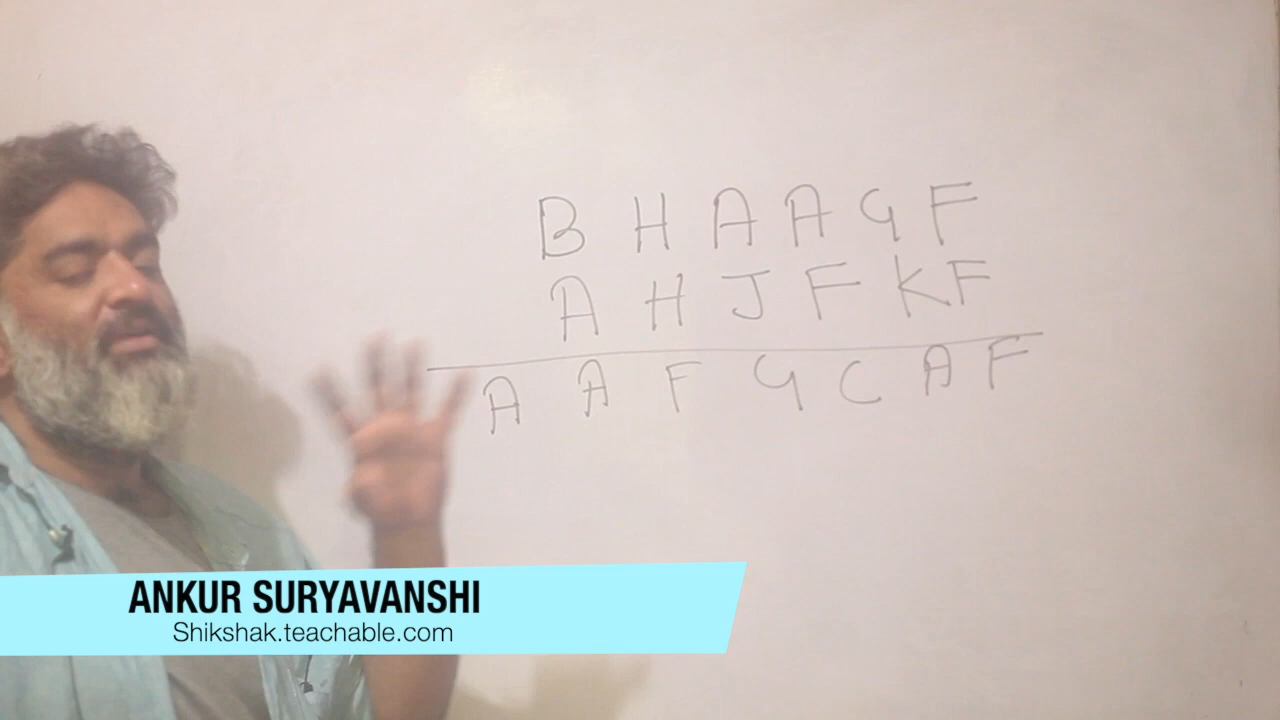 B H A A G F
A H J F K F
A A F G C A F
ANKUR SURYAVANSHI
Shikshak.teachable.com